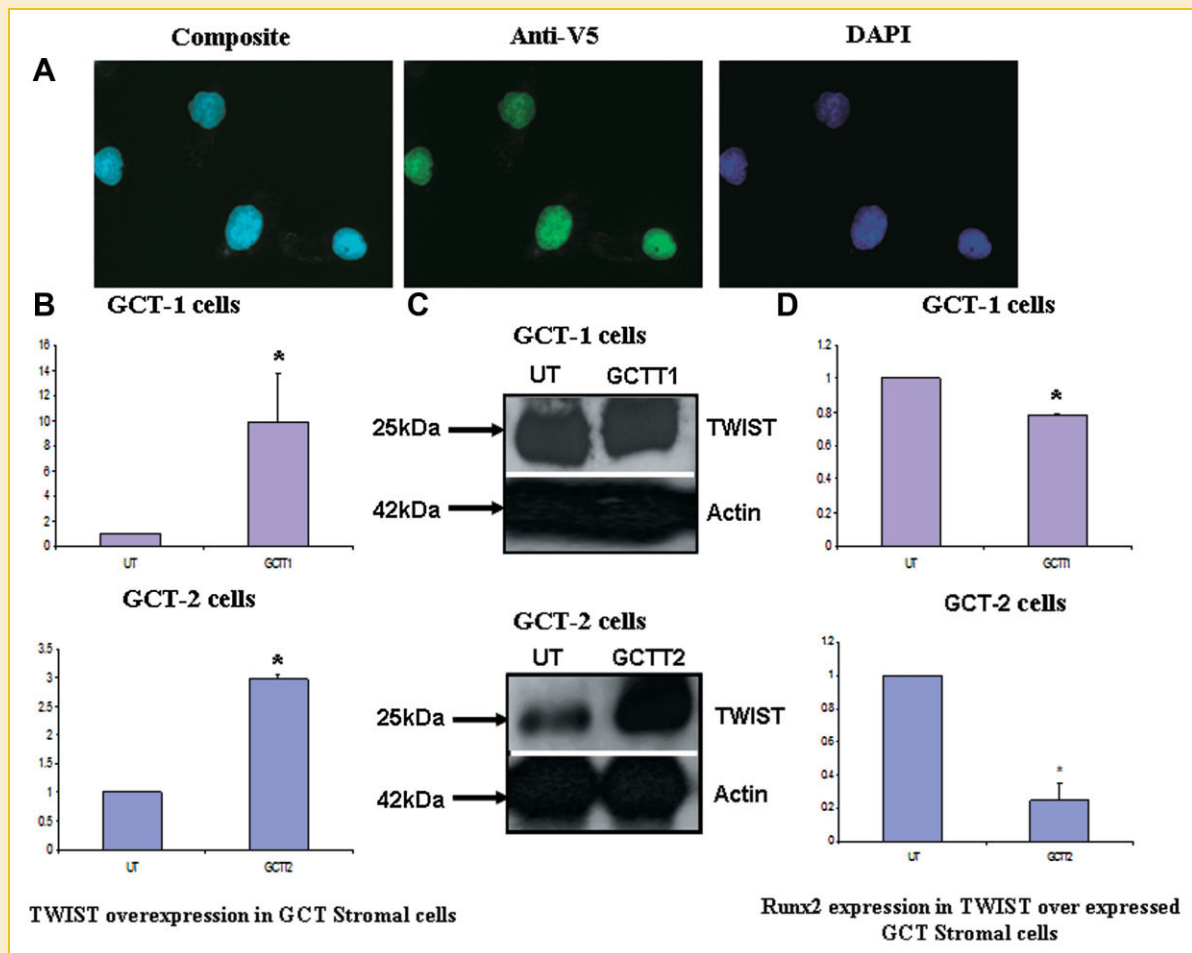 Composite
Anti-V5
DAPI
A
B
GCT-1 cells
16
14
12
10
8
6
4
2
0
*
UT
GCTT1
GCT-2 cells
3.5
3
2.5
2
1.5
1
0.5
0
*
UT
GCTT2
TWIST overexpression in GCT Stromal cells
C
GCT-1 cells
UT GCTT1
25kDa
TWIST
42kDa
Actin
GCT-2 cells
UT GCTT2
25kDa
TWIST
42kDa
Actin
D
GCT-1 cells
1.2
1
0.8
0.6
0.4
0.2
0
*
UT
GCTT1
GCT-2 cells
1.2
1
0.8
0.6
0.4
0.2
0
*
UT
GCTT2
Runx2 expression in TWIST over expressed
GCT Stromal cells